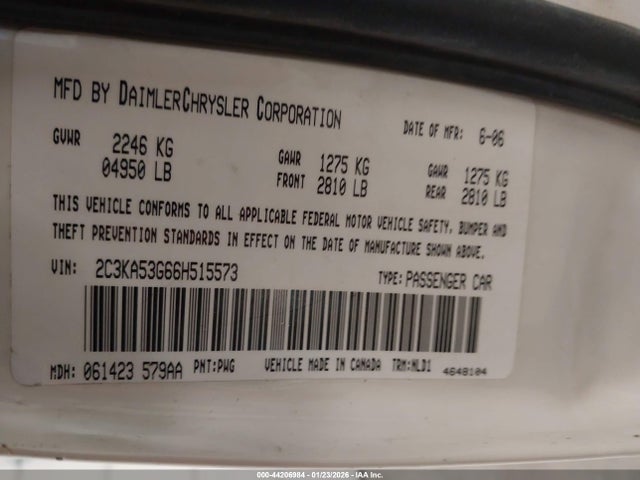 MFD BY DAIMLERCHRYSLER CORPORATION
DATE OF MFR: 6-06
GVWR 2246 KG
04950 LB
GAWR FRONT 1275 KG
2810 LB
GAWR REAR 1275 KG
2810 LB
THIS VEHICLE CONFORMS TO ALL APPLICABLE FEDERAL MOTOR VEHICLE SAFETY, BUMPER AND
THEFT PREVENTION STANDARDS IN EFFECT ON THE DATE OF MANUFACTURE SHOWN ABOVE.
VIN: 2C3KA53G66H515573 TYPE: PASSENGER CAR
MDH: 061423 579AA PNT:PWG VEHICLE MADE IN CANADA TRM:NLD1 4648104
000-44206984 - 01/23/2026 - IAA Inc.